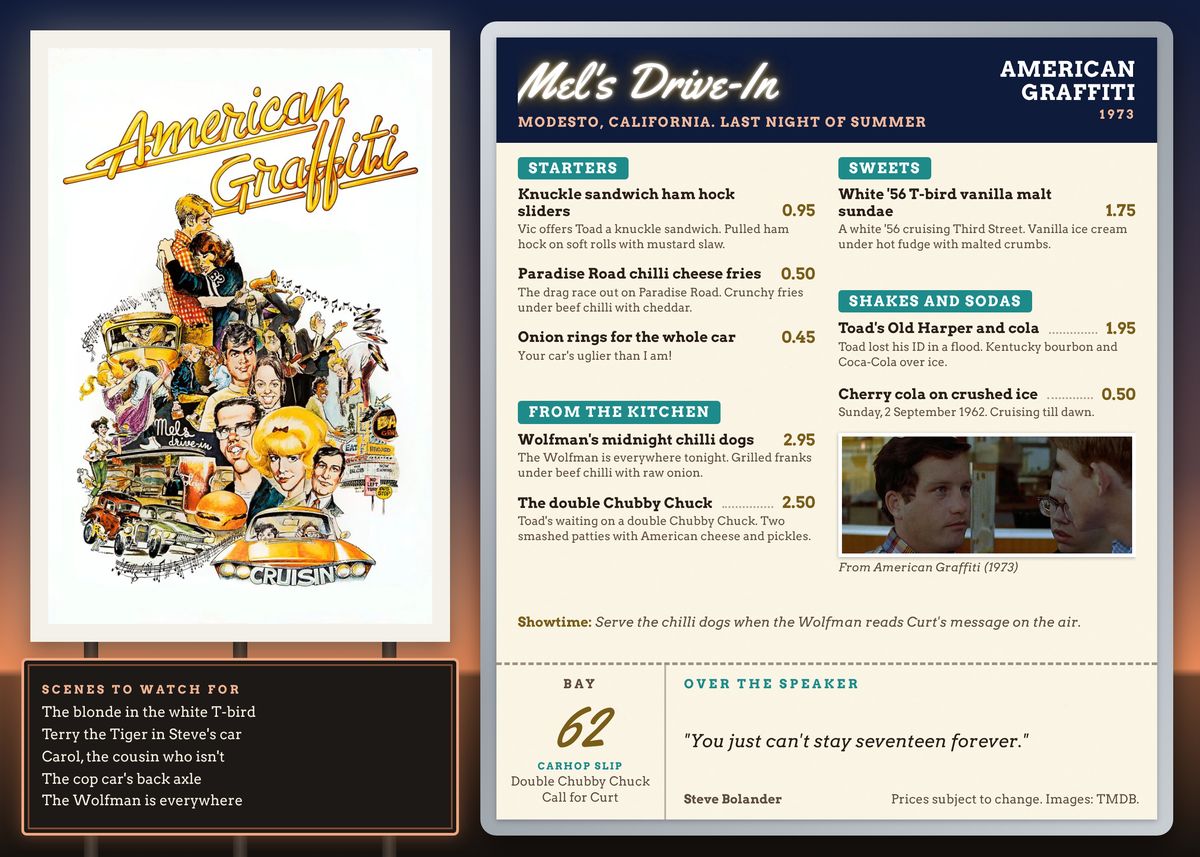 American
Graffiti
Mels
drive-in
CRUISIN
SCENES TO WATCH FOR
The blonde in the white T-bird
Terry the Tiger in Steve's car
Carol, the cousin who isn't
The cop car's back axle
The Wolfman is everywhere
Mel's Drive-In
MODESTO, CALIFORNIA. LAST NIGHT OF SUMMER
AMERICAN
GRAFFITI
1973
STARTERS
Knuckle sandwich ham hock
sliders 0.95
Vic offers Toad a knuckle sandwich. Pulled ham
hock on soft rolls with mustard slaw.
Paradise Road chilli cheese fries 0.50
The drag race out on Paradise Road. Crunchy fries
under beef chilli with cheddar.
Onion rings for the whole car 0.45
Your car's uglier than I am!
FROM THE KITCHEN
Wolfman's midnight chilli dogs 2.95
The Wolfman is everywhere tonight. Grilled franks
under beef chilli with raw onion.
The double Chubby Chuck 2.50
Toad's waiting on a double Chubby Chuck. Two
smashed patties with American cheese and pickles.
SWEETS
White '56 T-bird vanilla malt
sundae 1.75
A white '56 cruising Third Street. Vanilla ice cream
under hot fudge with malted crumbs.
SHAKES AND SODAS
Toad's Old Harper and cola 1.95
Toad lost his ID in a flood. Kentucky bourbon and
Coca-Cola over ice.
Cherry cola on crushed ice 0.50
Sunday, 2 September 1962. Cruising till dawn.
From American Graffiti (1973)
Showtime: Serve the chilli dogs when the Wolfman reads Curt's message on the air.
BAY
62
CARHOP SLIP
Double Chubby Chuck
Call for Curt
OVER THE SPEAKER
"You just can't stay seventeen forever."
Steve Bolander
Prices subject to change. Images: TMDB.